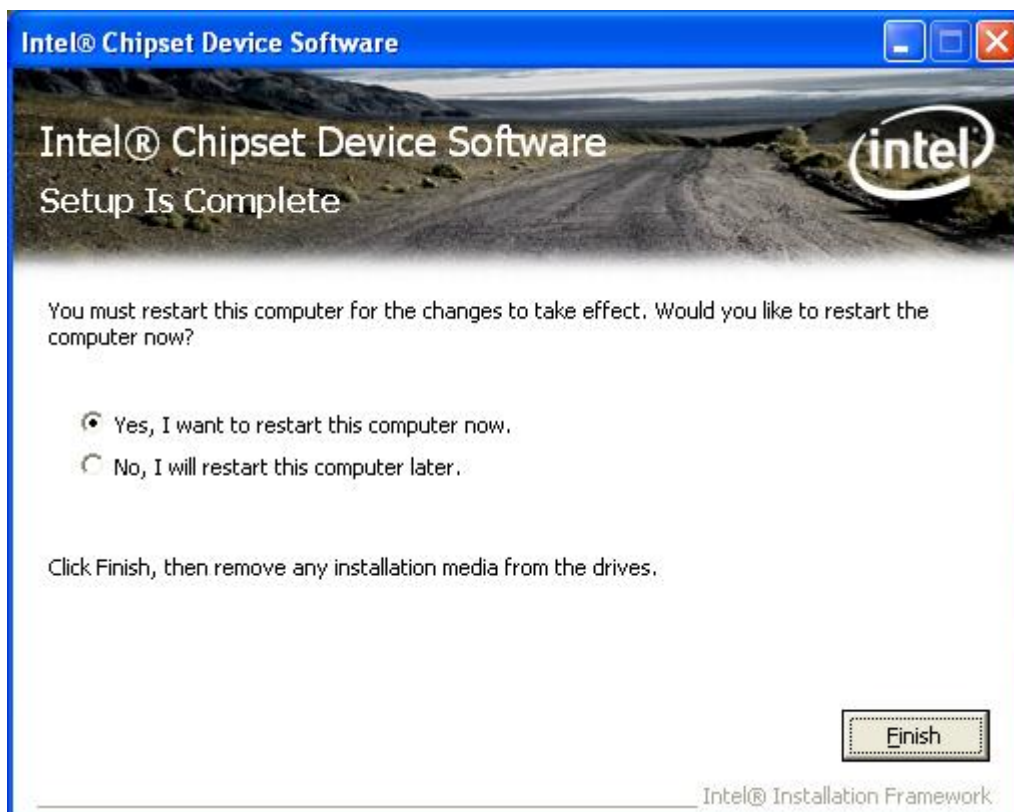 Intel® Chipset Device Software
Intel® Chipset Device Software
intel
Setup Is Complete
You must restart this computer for the changes to take effect. Would you like to restart the
computer now?
Yes, I want to restart this computer now.
No, I will restart this computer later.
Click Finish, then remove any installation media from the drives.
Finish
Intel® Installation Framework